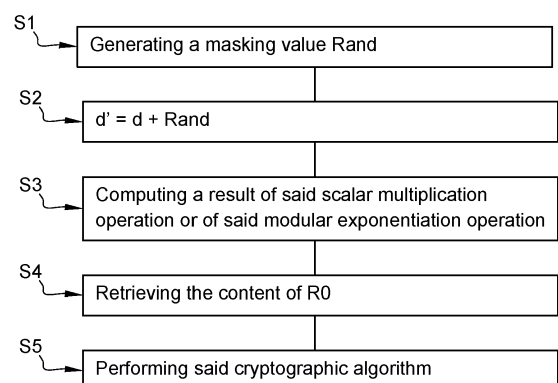 S1
Generating a masking value Rand
S2
d' = d + Rand
S3
Computing a result of said scalar multiplication
operation or of said modular exponentiation operation
S4
Retrieving the content of R0
S5
Performing said cryptographic algorithm